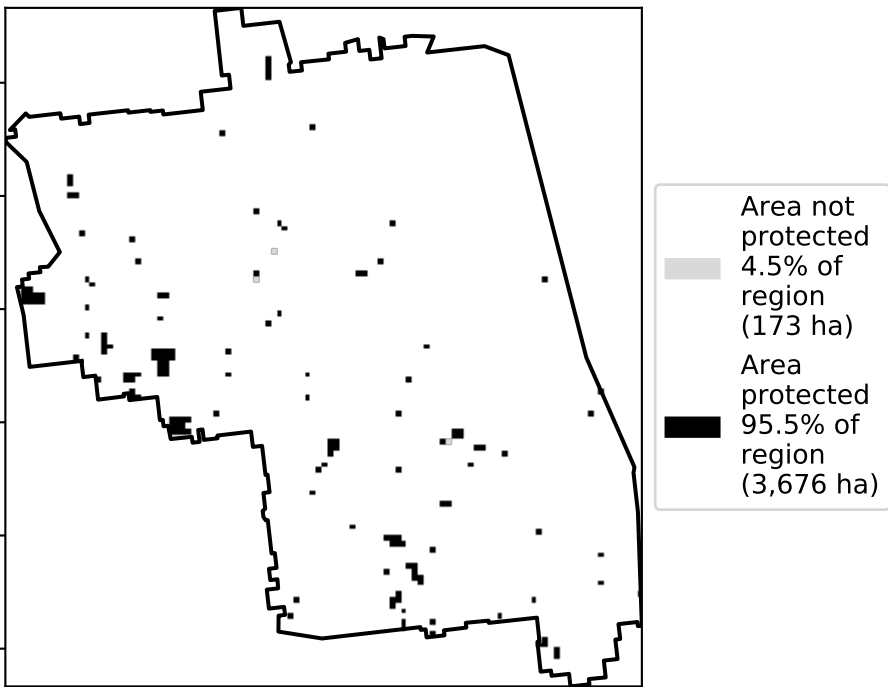 Area not
protected
4.5% of
region
(173 ha)
Area
protected
95.5% of
region
(3,676 ha)